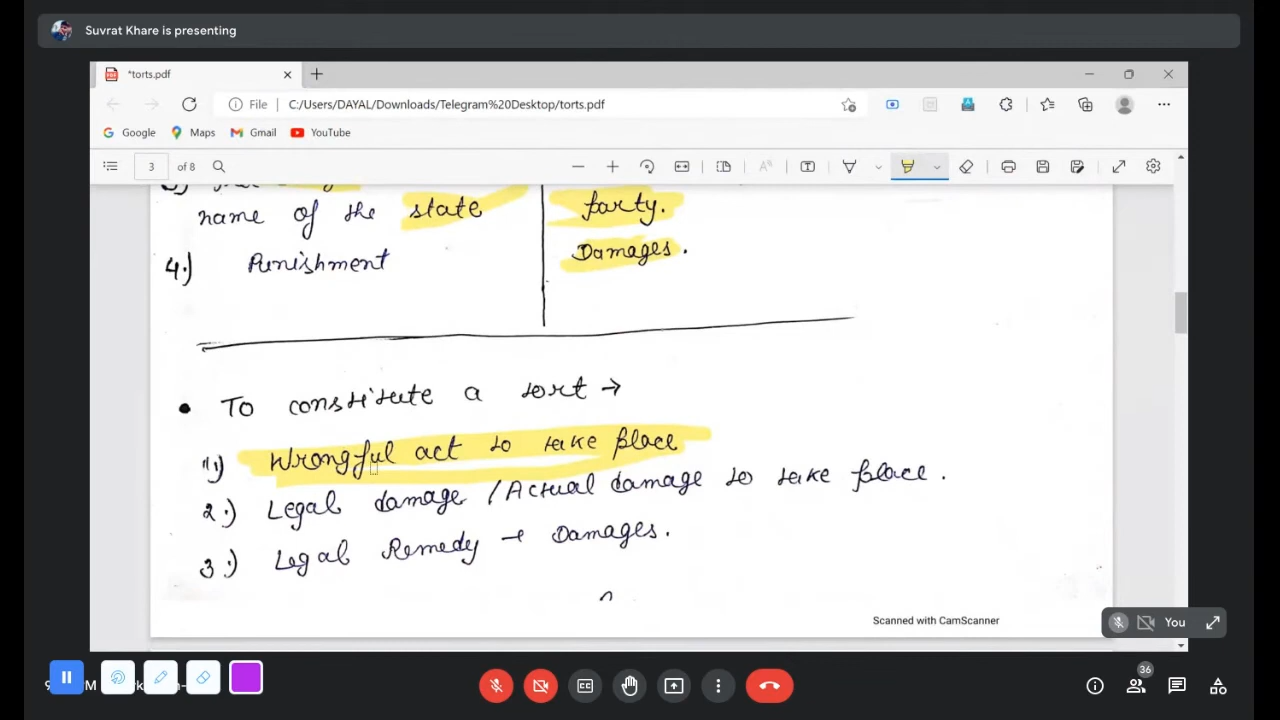 Suvrat Khare is presenting
*torts.pdf
File C:/Users/DAYAL/Downloads/Telegram%20Desktop/torts.pdf
Google Maps Gmail YouTube
3 of 8
name of the state party.
4.) Punishment Damages.
• To constitute a tort →
1) Wrongful act to take place
2.) Legal damage / Actual damage to take place.
3.) Legal Remedy → Damages.
Scanned with CamScanner
You
36